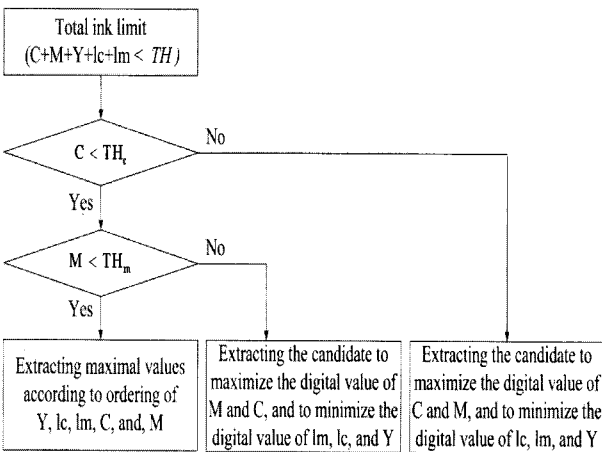 Total ink limit
(C+M+Y+lc+lm < TH )
No
C < THc
Yes
No
M < THm
Yes
Extracting maximal values
according to ordering of
Y, lc, lm, C, and, M
Extracting the candidate to
maximize the digital value of
M and C, and to minimize the
digital value of lm, lc, and Y
Extracting the candidate to
maximize the digital value of
C and M, and to minimize the
digital value of lc, lm, and Y